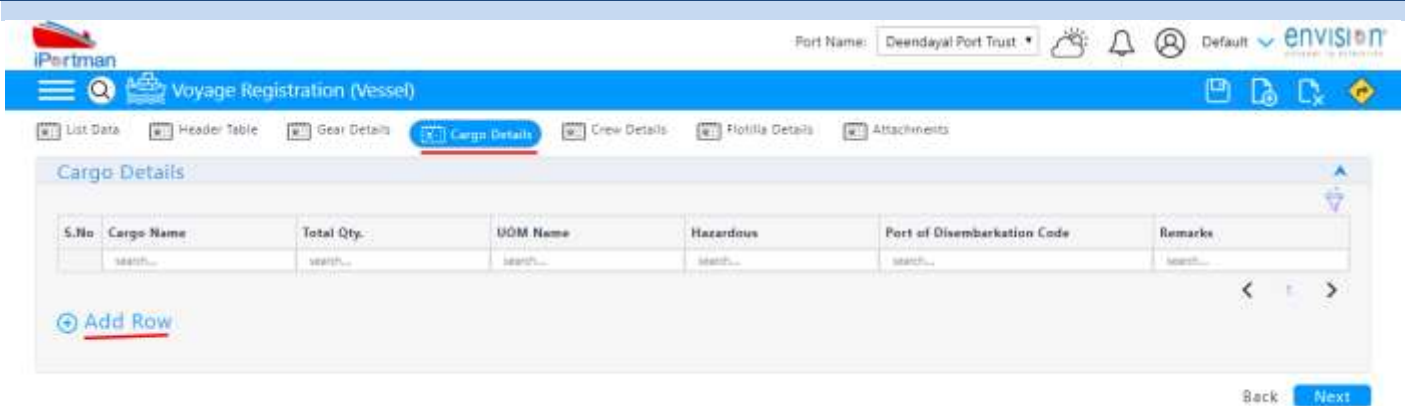 Port Name: Deendayal Port Trust Default envision
iPortman
Voyage Registration (Vessel)
List Data Header Table Gear Details Cargo Details Crew Details Flotilla Details Attachments
Cargo Details
S.No Cargo Name Total Qty. UOM Name Hazardous Port of Disembarkation Code Remarks
search... search... search... search... search... search...
Add Row
Back Next